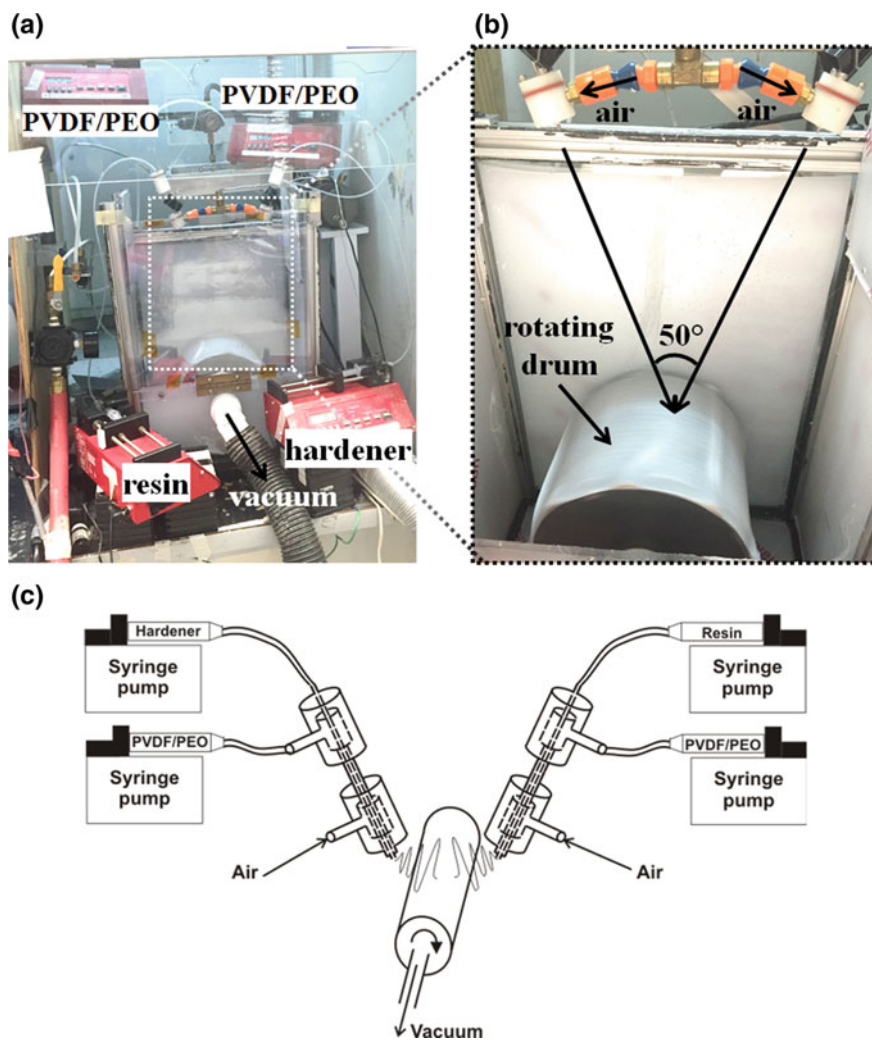 (a)
PVDF/PEO
PVDF/PEO
resin
vacuum
hardener
(b)
air
air
rotating
drum
50°
(c)
Hardener
Syringe
pump
PVDF/PEO
Syringe
pump
Air
Resin
Syringe
pump
PVDF/PEO
Syringe
pump
Air
Vacuum